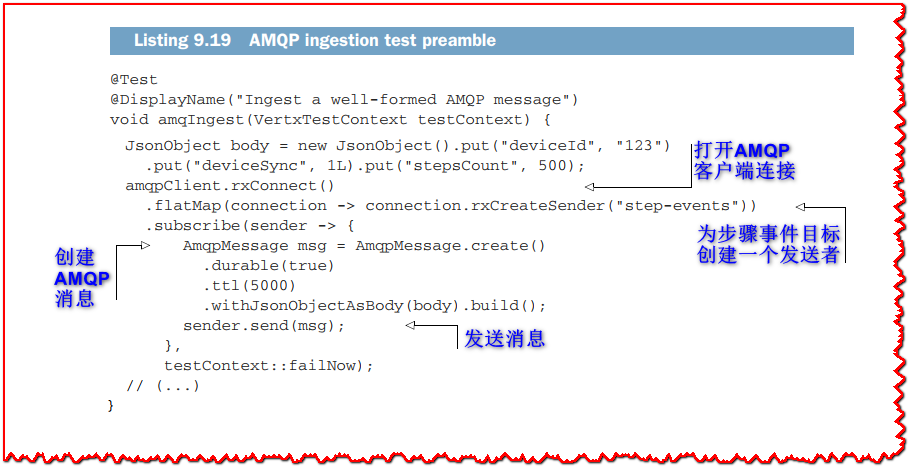 Listing 9.19 AMQP ingestion test preamble
@Test
@DisplayName("Ingest a well-formed AMQP message")
void amqIngest(VertxTestContext testContext) {
JsonObject body = new JsonObject().put("deviceId", "123")
.put("deviceSync", 1L).put("stepsCount", 500);
amqpClient.rxConnect()
打开AMQP
客户端连接
.flatMap(connection -> connection.rxCreateSender("step-events"))
为步骤事件目标
创建一个发送者
.subscribe(sender -> {
AmqpMessage msg = AmqpMessage.create()
创建
AMQP
消息
.durable(true)
.ttl(5000)
.withJsonObjectAsBody(body).build();
sender.send(msg);
发送消息
},
testContext::failNow);
// (...)
}